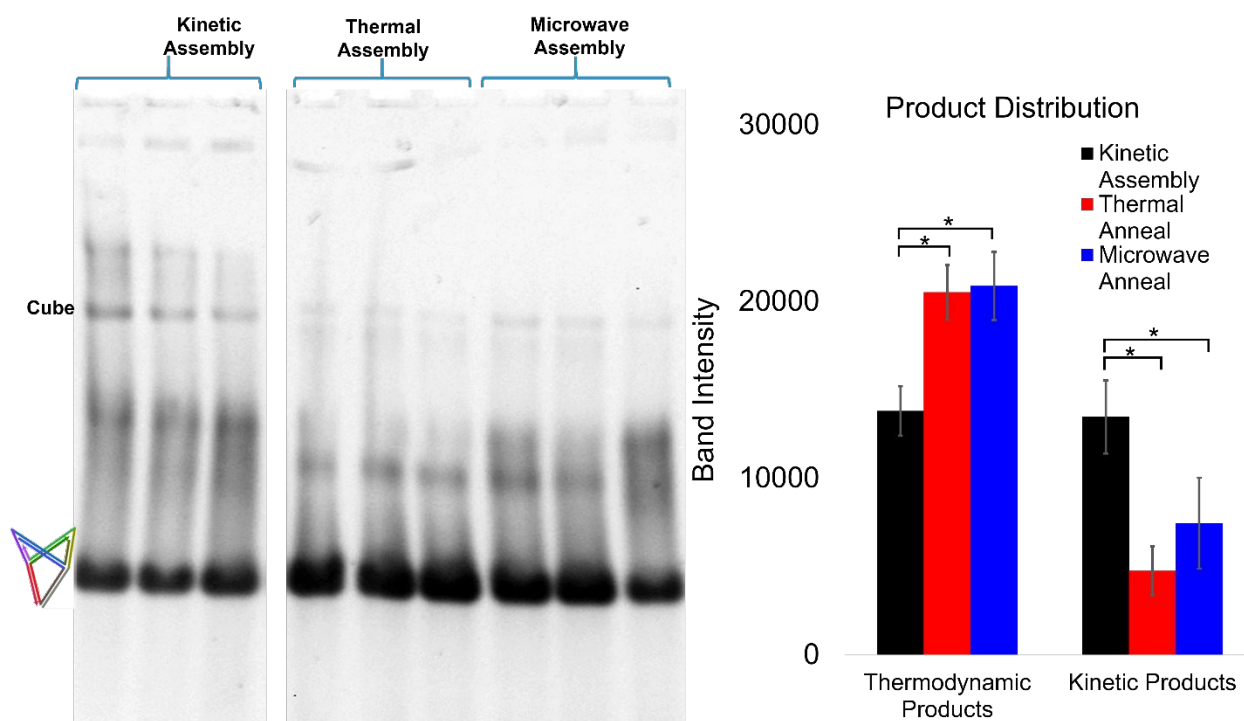 Kinetic
Assembly
Thermal
Assembly
Microwave
Assembly
Cube
Product Distribution
Band Intensity
30000
20000
10000
0
Kinetic
Assembly
Thermal
Anneal
Microwave
Anneal
*
*
*
*
Thermodynamic
Products
Kinetic Products